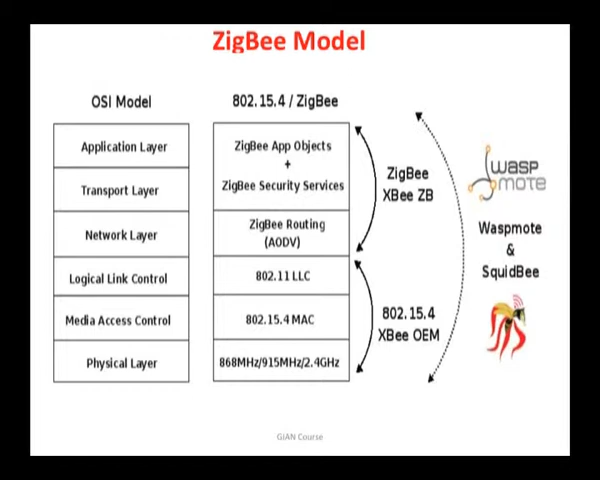 ZigBee Model
OSI Model
802.15.4 / ZigBee
Application Layer
Transport Layer
Network Layer
Logical Link Control
Media Access Control
Physical Layer
ZigBee App Objects
+
ZigBee Security Services
ZigBee Routing
(AODV)
802.11 LLC
802.15.4 MAC
868MHz/915MHz/2.4GHz
ZigBee
XBee ZB
802.15.4
XBee OEM
wasp
mote
Waspmote
&
SquidBee
GIAN Course